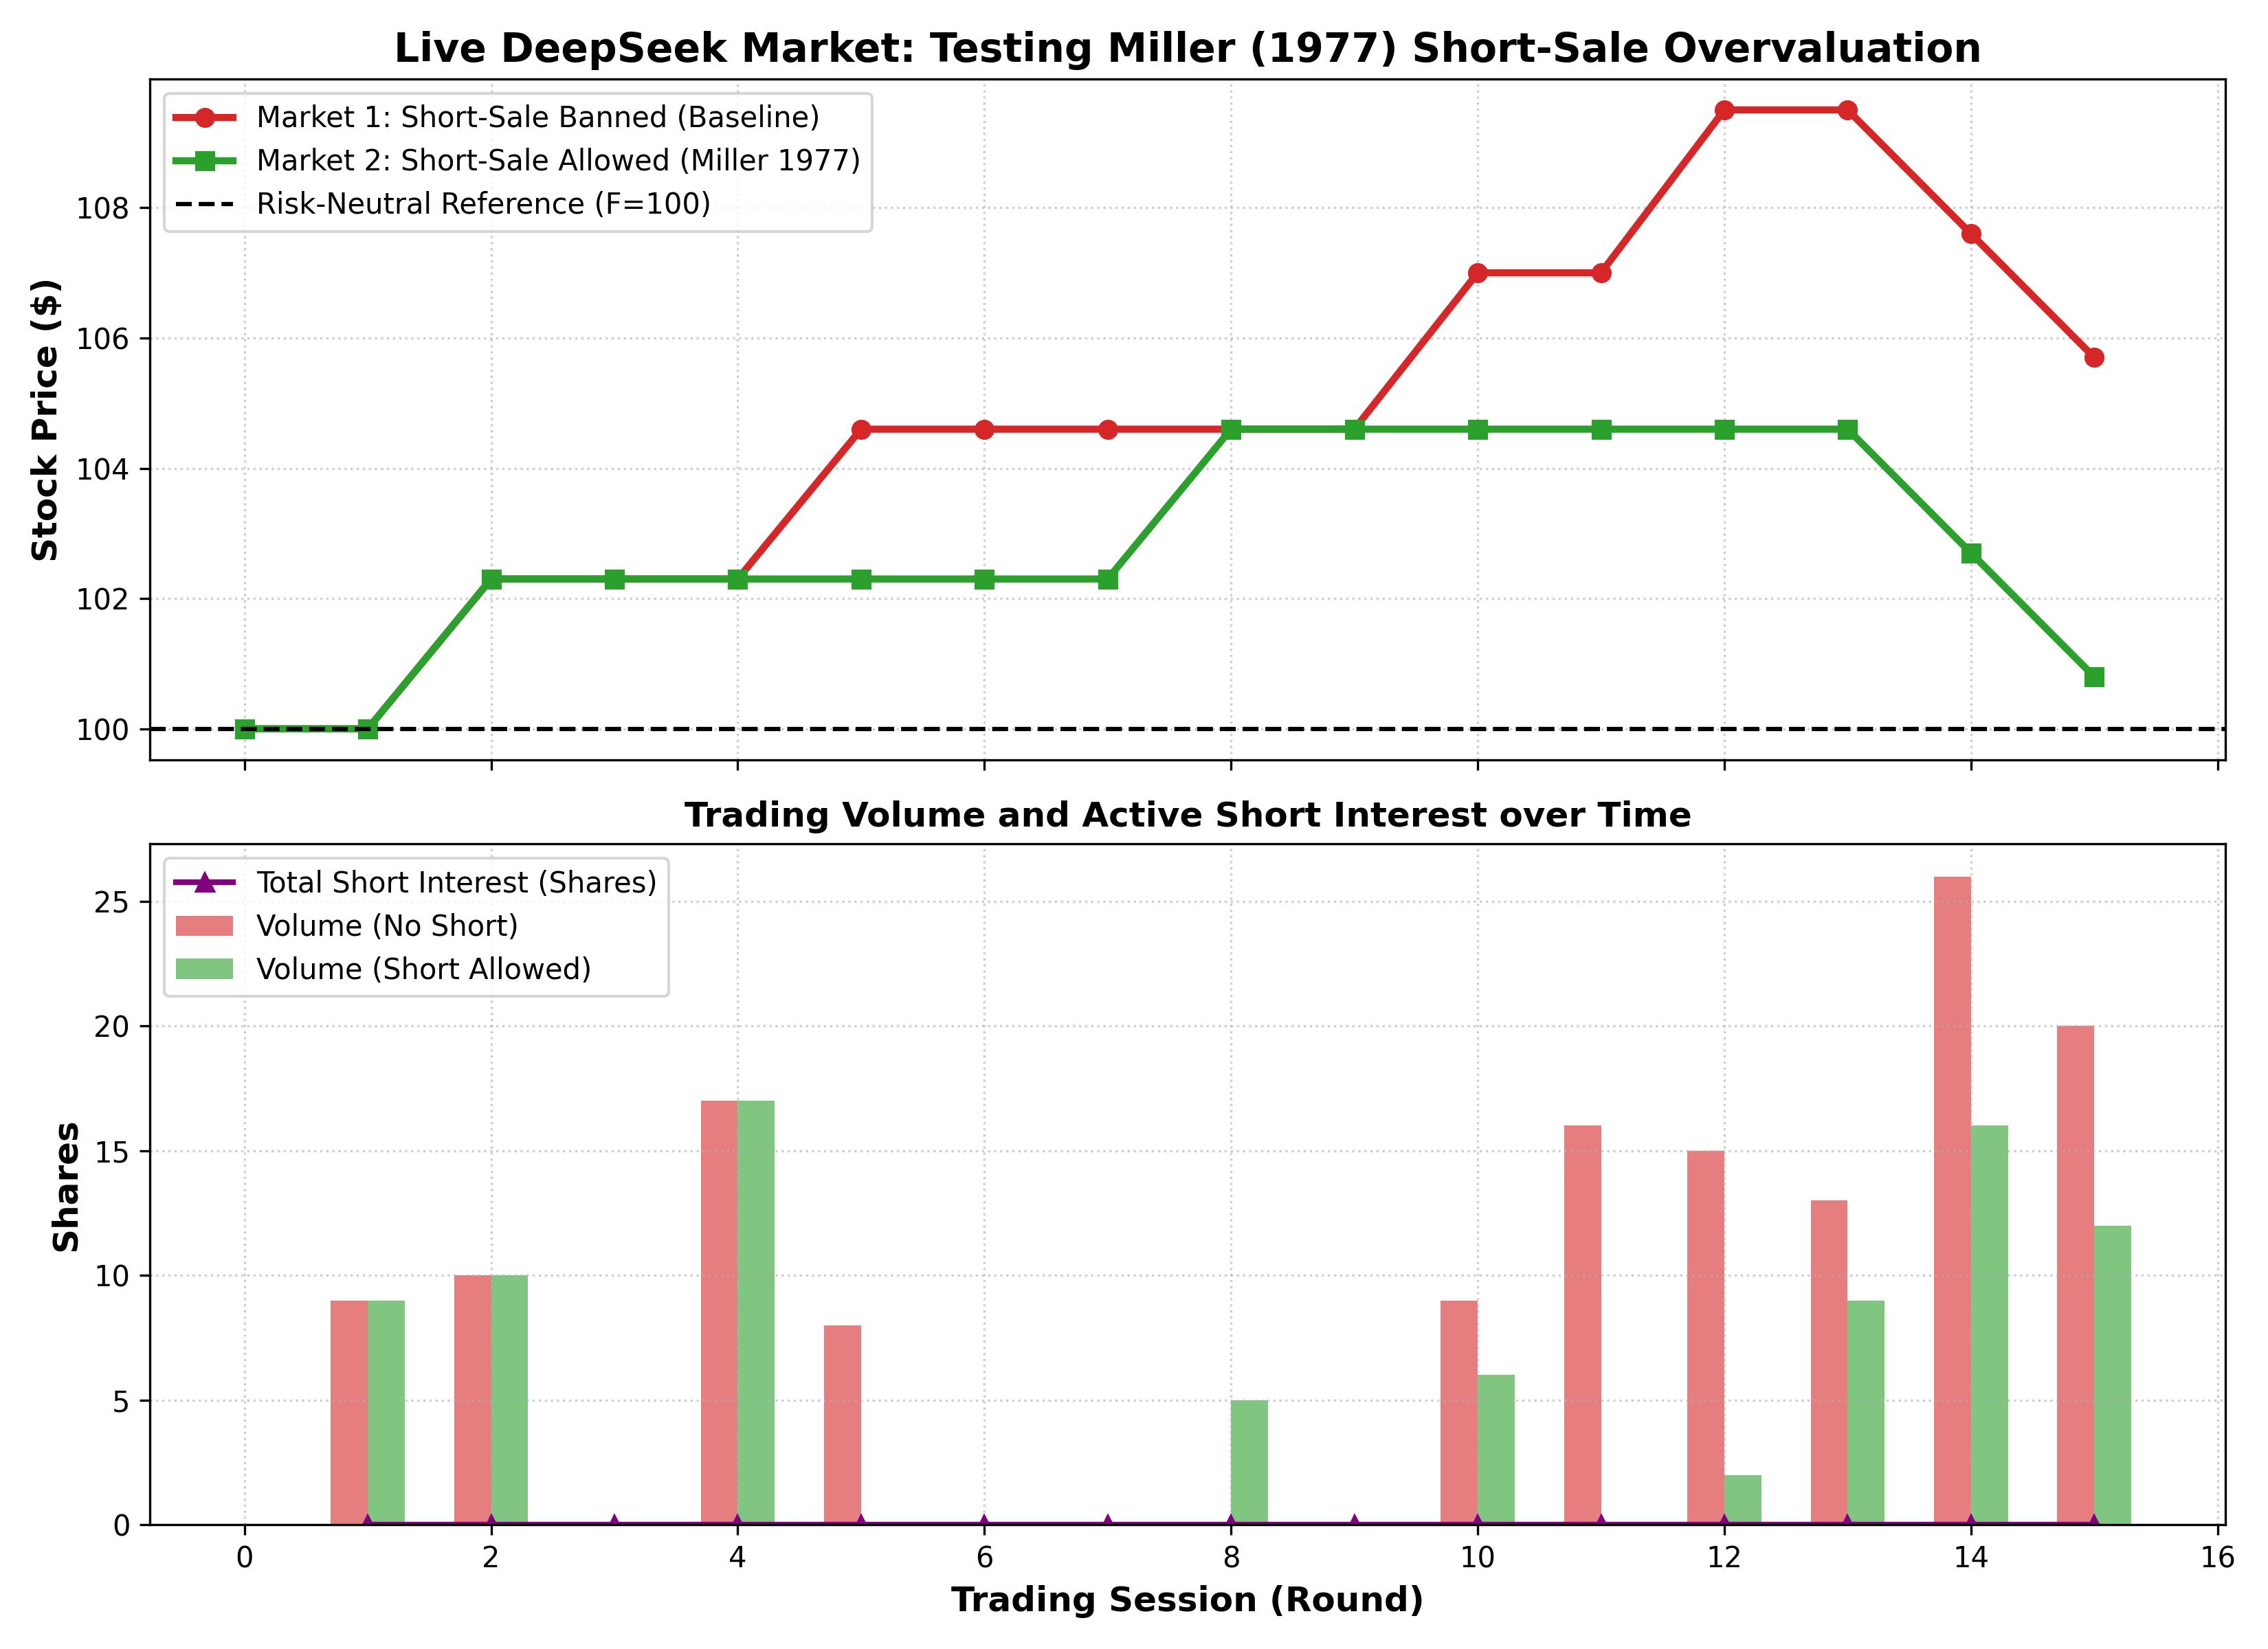 Live DeepSeek Market: Testing Miller (1977) Short-Sale Overvaluation
Market 1: Short-Sale Banned (Baseline)
Market 2: Short-Sale Allowed (Miller 1977)
Risk-Neutral Reference (F=100)
Stock Price ($)
108
106
104
102
100
Trading Volume and Active Short Interest over Time
Total Short Interest (Shares)
Volume (No Short)
Volume (Short Allowed)
Shares
25
20
15
10
5
0
0 2 4 6 8 10 12 14 16
Trading Session (Round)